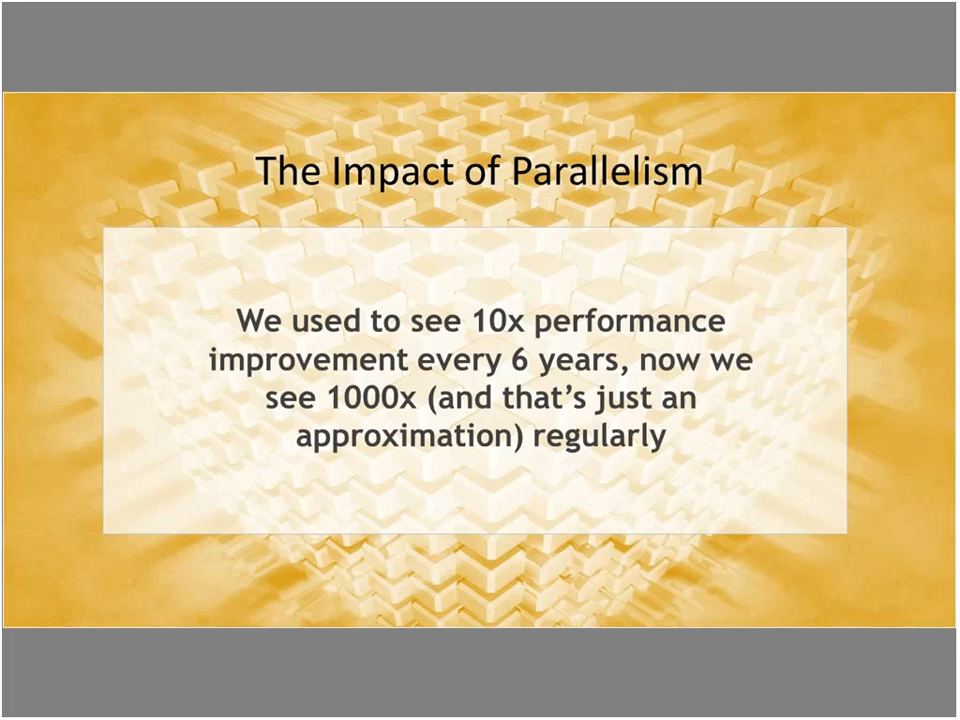 The Impact of Parallelism
We used to see 10x performance
improvement every 6 years, now we
see 1000x (and that’s just an
approximation) regularly